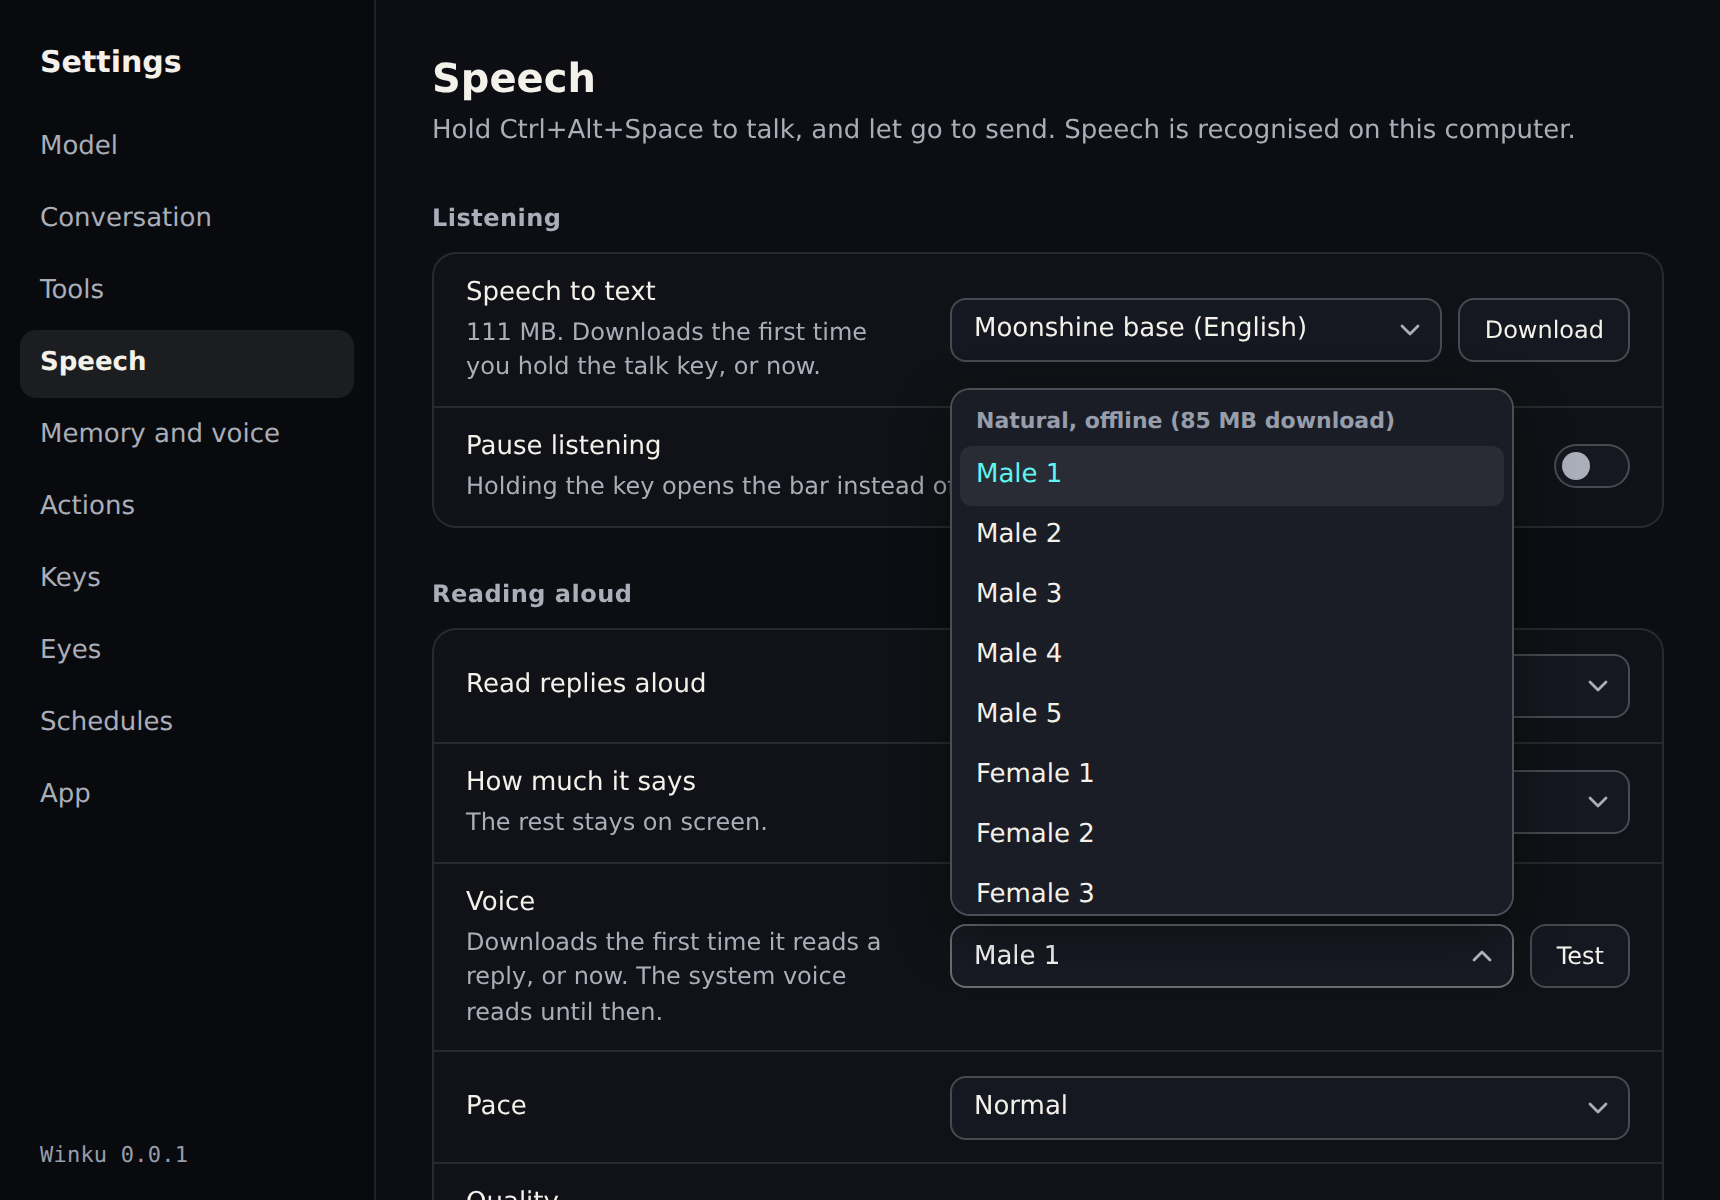 Settings
Model
Conversation
Tools
Speech
Memory and voice
Actions
Keys
Eyes
Schedules
App
Winku 0.0.1
Speech
Hold Ctrl+Alt+Space to talk, and let go to send. Speech is recognised on this computer.
Listening
Speech to text
111 MB. Downloads the first time
you hold the talk key, or now.
Moonshine base (English)
Download
Pause listening
Holding the key opens the bar instead
Natural, offline (85 MB download)
Male 1
Male 2
Male 3
Male 4
Male 5
Female 1
Female 2
Female 3
Reading aloud
Read replies aloud
How much it says
The rest stays on screen.
Voice
Downloads the first time it reads a
reply, or now. The system voice
reads until then.
Male 1
Test
Pace
Normal
Quality